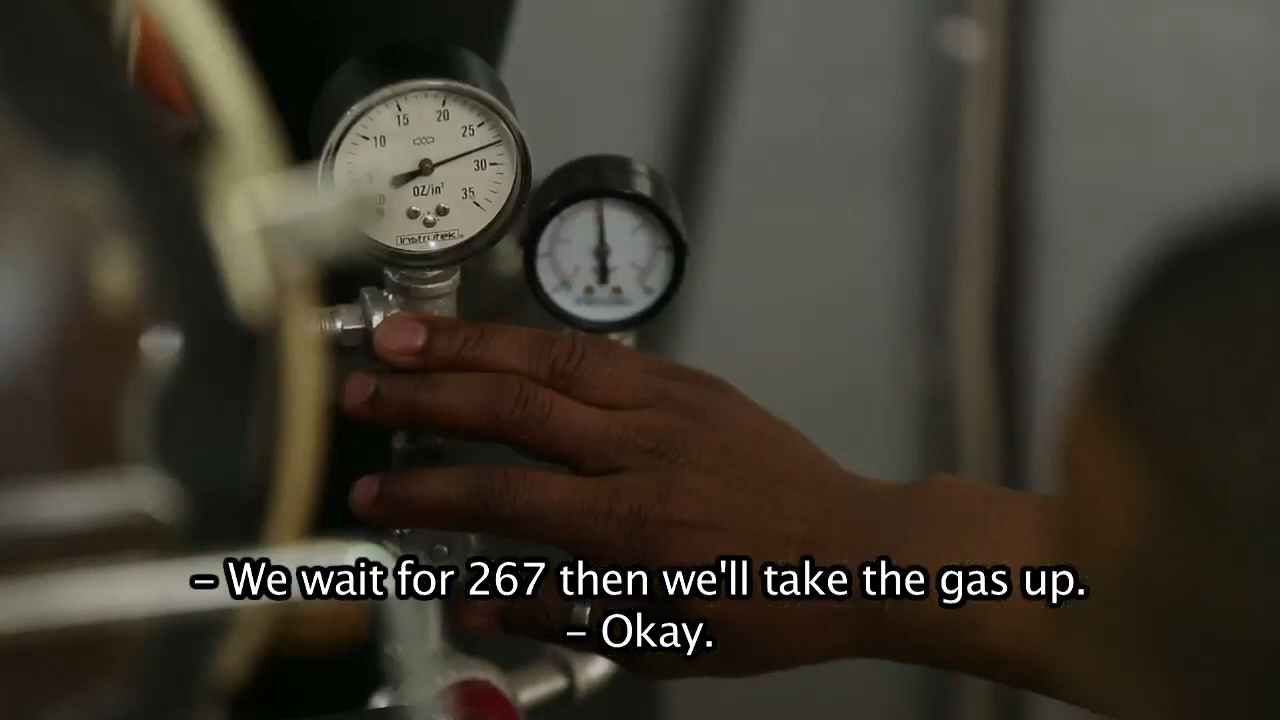 15 20
10 25
30
OZ/in²
35
0
Instrutek
– We wait for 267 then we'll take the gas up.
– Okay.